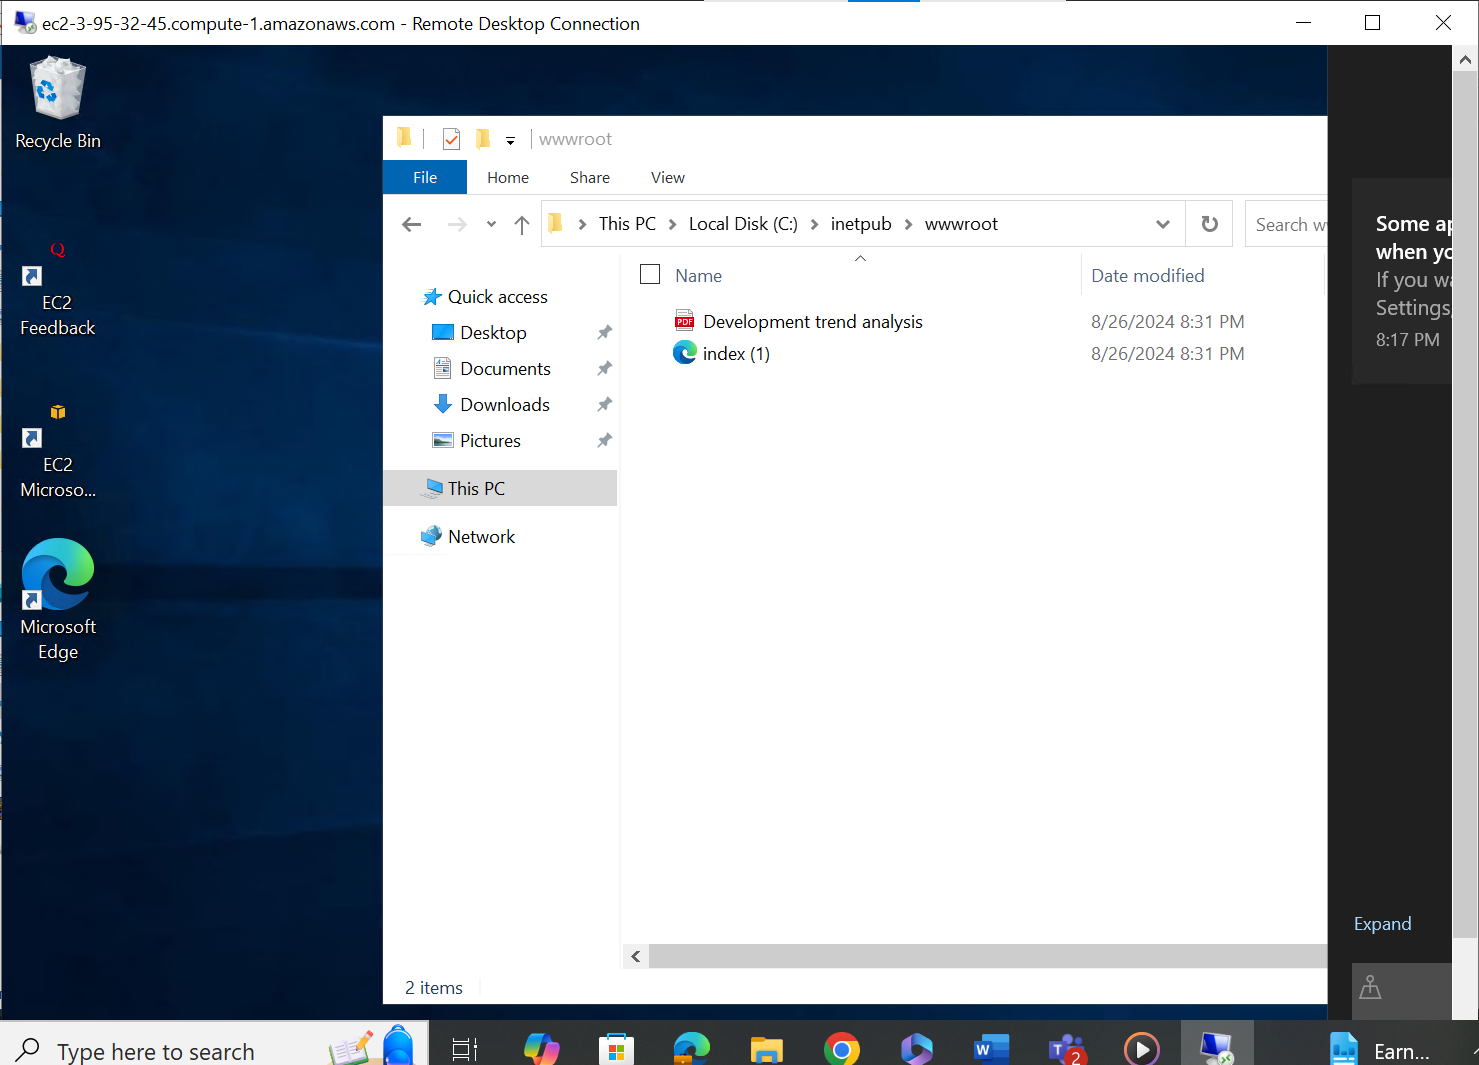 ec2-3-95-32-45.compute-1.amazonaws.com - Remote Desktop Connection
Recycle Bin
EC2
Feedback
EC2
Microso...
Microsoft
Edge
wwwroot
File
Home
Share
View
This PC
Local Disk (C:)
inetpub
wwwroot
Search w
Name
Date modified
Quick access
Desktop
Documents
Downloads
Pictures
This PC
Network
PDF
Development trend analysis
8/26/2024 8:31 PM
index (1)
8/26/2024 8:31 PM
2 items
Some ap
when yo
If you wa
Settings,
8:17 PM
Expand
Type here to search
W
T
2
Earn...